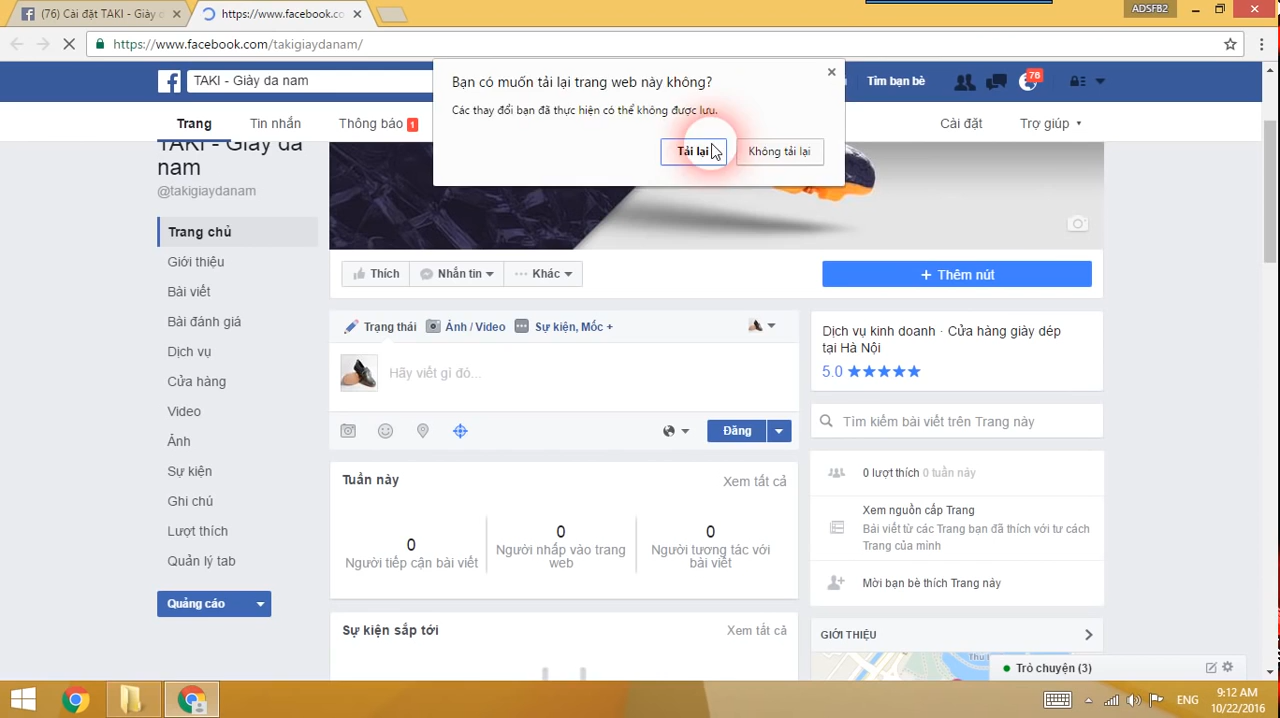 (76) Cài đặt TAKI - Giày d
https://www.facebook.co
ADSFB2
https://www.facebook.com/takigiaydanam/
TAKI - Giày da nam
Tìm bạn bè
76
Bạn có muốn tải lại trang web này không?
Các thay đổi bạn đã thực hiện có thể không được lưu.
Tải lại
Không tải lại
Trang
Tin nhắn
Thông báo 1
Cài đặt
Trợ giúp
TAKI - Giày da
nam
@takigiaydanam
Trang chủ
Giới thiệu
Bài viết
Bài đánh giá
Dịch vụ
Cửa hàng
Video
Ảnh
Sự kiện
Ghi chú
Lượt thích
Quản lý tab
Quảng cáo
Thích
Nhắn tin
Khác
+ Thêm nút
Trạng thái
Ảnh / Video
Sự kiện, Mốc +
Hãy viết gì đó...
Đăng
Tuần này
Xem tất cả
0
Người tiếp cận bài viết
0
Người nhấp vào trang
web
0
Người tương tác với
bài viết
Sự kiện sắp tới
Xem tất cả
Dịch vụ kinh doanh · Cửa hàng giày dép
tại Hà Nội
5.0 ★★★★★
Tìm kiếm bài viết trên Trang này
0 lượt thích 0 tuần này
Xem nguồn cấp Trang
Bài viết từ các Trang bạn đã thích với tư cách
Trang của mình
Mời bạn bè thích Trang này
GIỚI THIỆU
Trò chuyện (3)
ENG
9:12 AM
10/22/2016